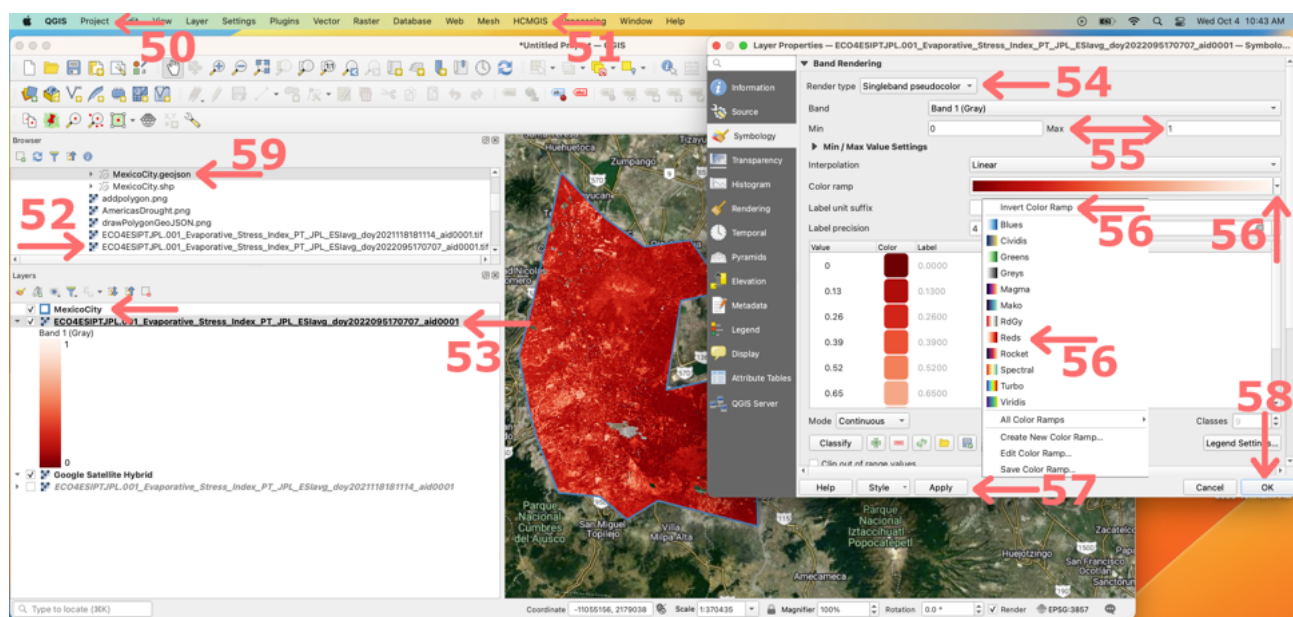 QGIS Project Edit View Layer Settings Plugins Vector Raster Database Web Mesh HCMGIS Processing Window Help
Wed Oct 4 10:43 AM
50
51
Layer Properties — ECO4ESIPTJPL.001_Evaporative_Stress_Index_PT_JPL_ESIavg_doy2022095170707_aid0001 — Symbolo...
Information
Source
Symbology
Transparency
Histogram
Rendering
Temporal
Pyramids
Elevation
Metadata
Legend
Display
Attribute Tables
QGIS Server
Band Rendering
Render type Singleband pseudocolor
54
Band Band 1 (Gray)
Min 0 Max 1
55
Min / Max Value Settings
Interpolation Linear
Color ramp
Label unit suffix
Label precision 4
Value Color Label
0 0.0000
0.13 0.1300
0.26 0.2600
0.39 0.3900
0.52 0.5200
0.65 0.6500
Invert Color Ramp
56
56
Blues
Cividis
Greens
Greys
Magma
Mako
RdGy
Reds
56
Rocket
Spectral
Turbo
Viridis
All Color Ramps
Create New Color Ramp...
Edit Color Ramp...
Save Color Ramp...
Mode Continuous
Classes
58
Classify
Legend Settings...
Clip out of range values
Help Style Apply
57
Cancel OK
Browser
59
MexicoCity.geojson
MexicoCity.shp
addpolygon.png
AmericasDrought.png
drawPolygonGeoJSON.png
52
ECO4ESIPTJPL.001_Evaporative_Stress_Index_PT_JPL_ESIavg_doy2021118181114_aid0001.tif
ECO4ESIPTJPL.001_Evaporative_Stress_Index_PT_JPL_ESIavg_doy2022095170707_aid0001.tif
Layers
MexicoCity
ECO4ESIPTJPL.001_Evaporative_Stress_Index_PT_JPL_ESIavg_doy2022095170707_aid0001
53
Band 1 (Gray)
1
0
Google Satellite Hybrid
ECO4ESIPTJPL.001_Evaporative_Stress_Index_PT_JPL_ESIavg_doy2021118181114_aid0001
Huehuetoca
Zumpango
Parque
Nacional
Cumbres
del Ajusco
San Miguel
Topilejo
Villa
Milpa Alta
Parque
Nacional
Iztaccihuatl
Popocatepetl
Amecameca
Huejotzingo
San Francisco
Ocotlán
Type to locate (⌘K)
Coordinate -11055156, 2179038 Scale 1:370435 Magnifier 100% Rotation 0.0 ° Render EPSG:3857